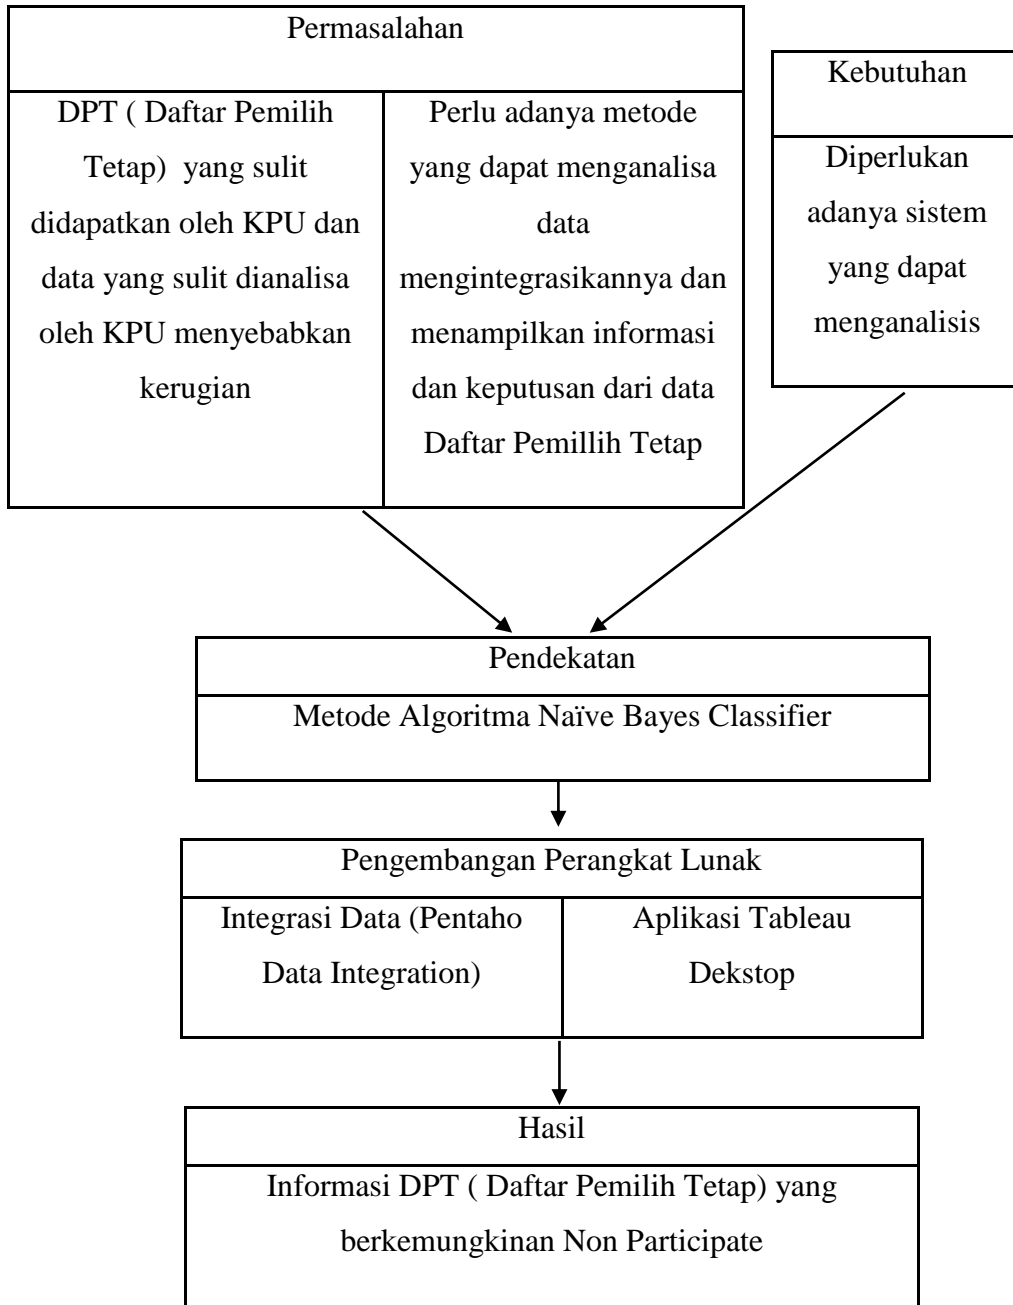 Permasalahan
DPT ( Daftar Pemilih
Tetap)  yang sulit
didapatkan oleh KPU dan
data yang sulit dianalisa
oleh KPU menyebabkan
kerugian
Perlu adanya metode
yang dapat menganalisa
data
mengintegrasikannya dan
menampilkan informasi
dan keputusan dari data
Daftar Pemillih Tetap
Kebutuhan
Diperlukan
adanya sistem
yang dapat
menganalisis
Pendekatan
Metode Algoritma Naïve Bayes Classifier
Pengembangan Perangkat Lunak
Integrasi Data (Pentaho
Data Integration)
Aplikasi Tableau
Dekstop
Hasil
Informasi DPT ( Daftar Pemilih Tetap) yang
berkemungkinan Non Participate